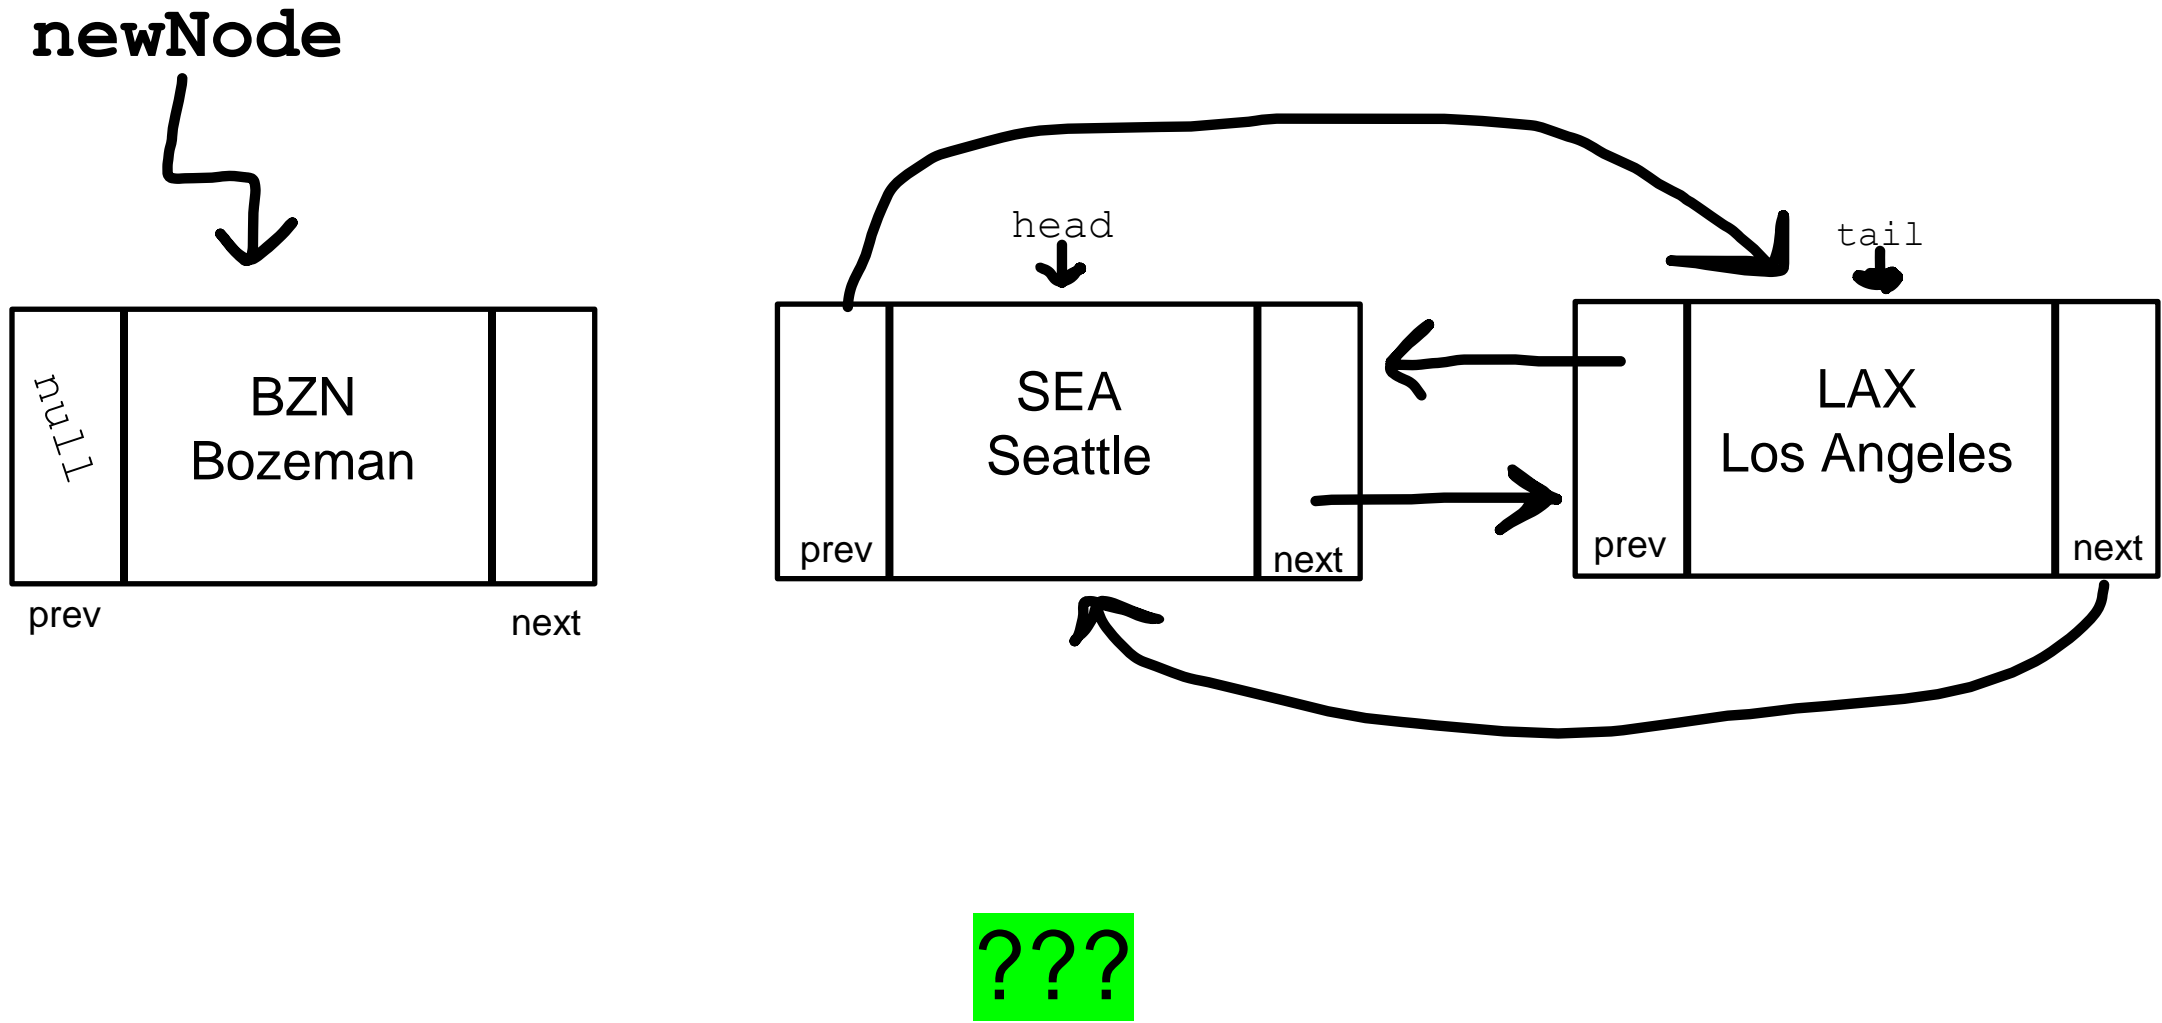 newNode
head
tail
null
BZN
Bozeman
prev
next
SEA
Seattle
prev
next
LAX
Los Angeles
prev
next
???